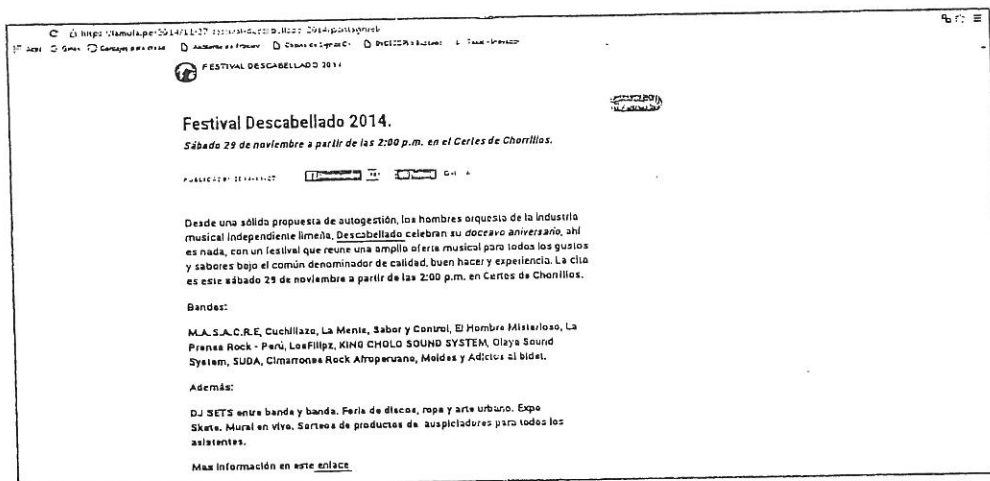 FESTIVAL DESCABELLADO 2014
Festival Descabellado 2014.
Sábado 29 de noviembre a partir de las 2:00 p.m. en el Certes de Chorrillos.
Desde una sólida propuesta de autogestión, los hombres orquesta de la industria
musical independiente limeña, Descabellado celebran su doceavo aniversario, ahí
es nada, con un festival que reune una amplia oferta musical para todos los gustos
y sabores bajo el común denominador de calidad, buen hacer y experiencia. La cita
es este sábado 29 de noviembre a partir de las 2:00 p.m. en Certes de Chorrillos.
Bandas:
M.A.S.A.C.R.E, Cuchillazo, La Mente, Sabor y Control, El Hombre Misterioso, La
Prensa Rock - Perú, LosFilipz, KING CHOLO SOUND SYSTEM, Olaya Sound
System, SUDA, Cimarrones Rock Afroperuano, Moldes y Adictos al bidet.
Además:
DJ SETS entre banda y banda. Feria de discos, ropa y arte urbano. Expo
Skate. Mural en vivo. Sorteos de productos de auspiciadores para todos los
asistentes.
Mas información en este enlace